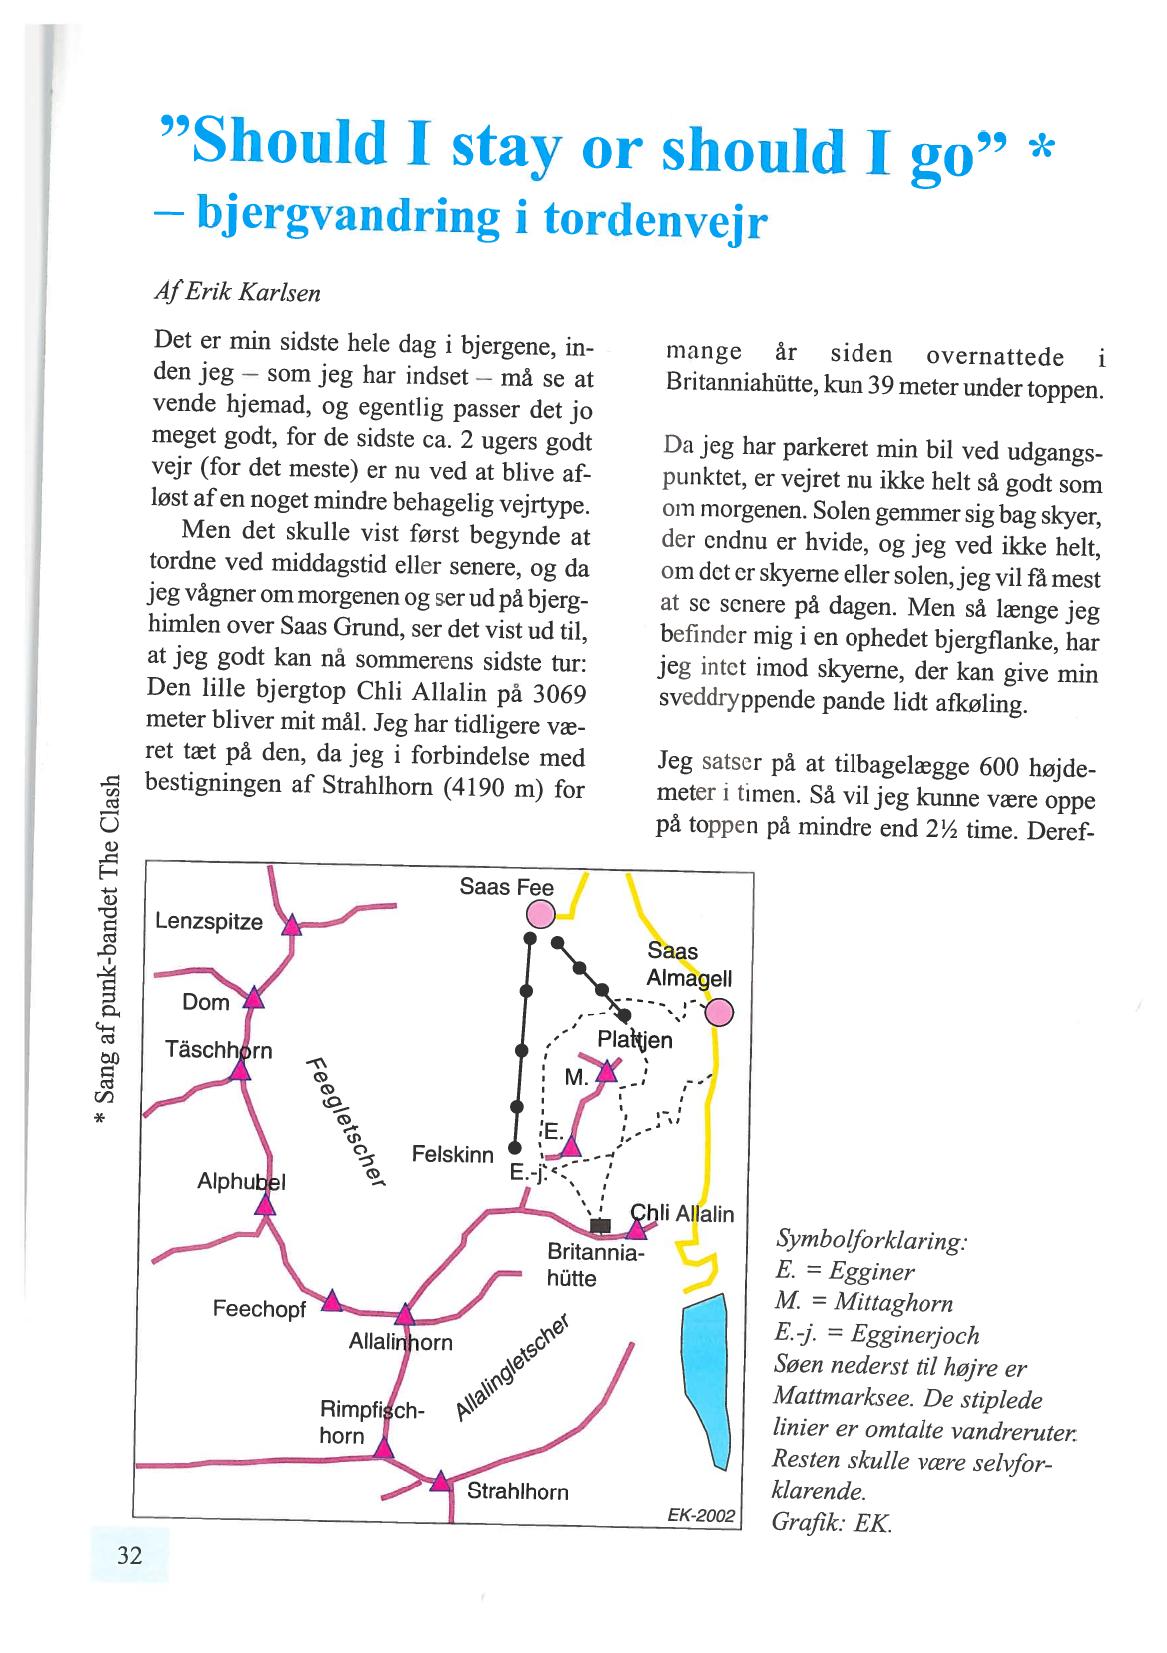 ”Should I stay or should I go” *
– bjergvandring i tordenvejr
Af Erik Karlsen
Det er min sidste hele dag i bjergene, in-
den jeg – som jeg har indset – må se at
vende hjemad, og egentlig passer det jo
meget godt, for de sidste ca. 2 ugers godt
vejr (for det meste) er nu ved at blive af-
løst af en noget mindre behagelig vejrtype.
Men det skulle vist først begynde at
tordne ved middagstid eller senere, og da
jeg vågner om morgenen og ser ud på bjerg-
himlen over Saas Grund, ser det vist ud til,
at jeg godt kan nå sommerens sidste tur:
Den lille bjergtop Chli Allalin på 3069
meter bliver mit mål. Jeg har tidligere væ-
ret tæt på den, da jeg i forbindelse med
bestigningen af Strahlhorn (4190 m) for
mange år siden overnattede i
Britanniahütte, kun 39 meter under toppen.
Da jeg har parkeret min bil ved udgangs-
punktet, er vejret nu ikke helt så godt som
om morgenen. Solen gemmer sig bag skyer,
der endnu er hvide, og jeg ved ikke helt,
om det er skyerne eller solen, jeg vil få mest
at se senere på dagen. Men så længe jeg
befinder mig i en ophedet bjergflanke, har
jeg intet imod skyerne, der kan give min
sveddryppende pande lidt afkøling.
Jeg satser på at tilbagelægge 600 højde-
meter i timen. Så vil jeg kunne være oppe
på toppen på mindre end 2½ time. Deref-
* Sang af punk-bandet The Clash
Saas Fee
Lenzspitze
Saas
Almagell
Dom
Täschhorn
Plattjen
M.
Feegletscher
E.
Felskinn
E.-j.
Alphubel
Chli Allalin
Britannia-
hütte
Feechopf
Allalinhorn
Allalingletscher
Rimpfisch-
horn
Strahlhorn
EK-2002
Symbolforklaring:
E. = Egginer
M. = Mittaghorn
E.-j. = Egginerjoch
Søen nederst til højre er
Mattmarksee. De stiplede
linier er omtalte vandreruter.
Resten skulle være selvfor-
klarende.
Grafik: EK.
32